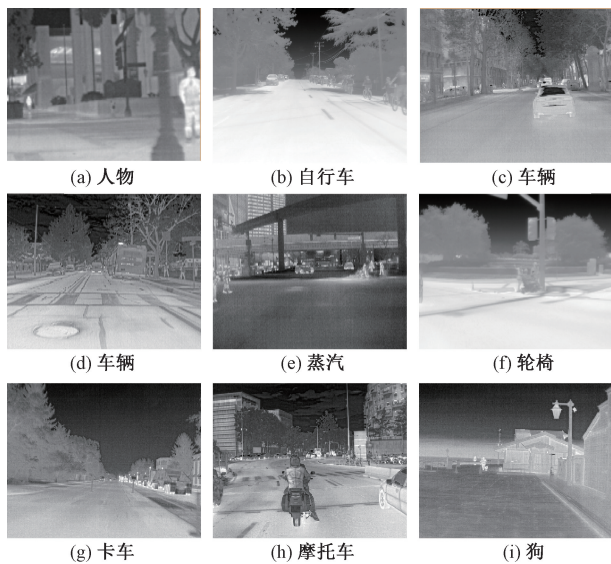 (a) 人物
(b) 自行车
(c) 车辆
(d) 车辆
(e) 蒸汽
(f) 轮椅
(g) 卡车
(h) 摩托车
(i) 狗